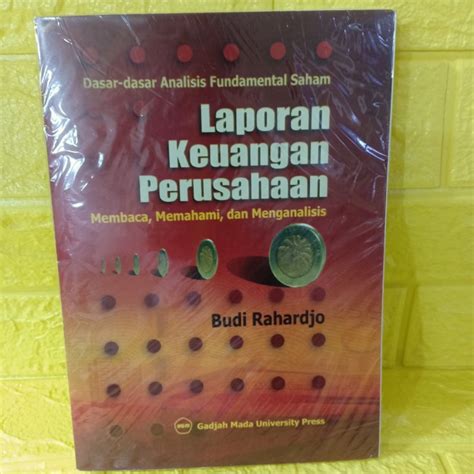 Dasar-dasar Analisis Fundamental Saham
Laporan
Keuangan
Perusahaan
Membaca, Memahami, dan Menganalisis
Budi Rahardjo
Gadjah Mada University Press